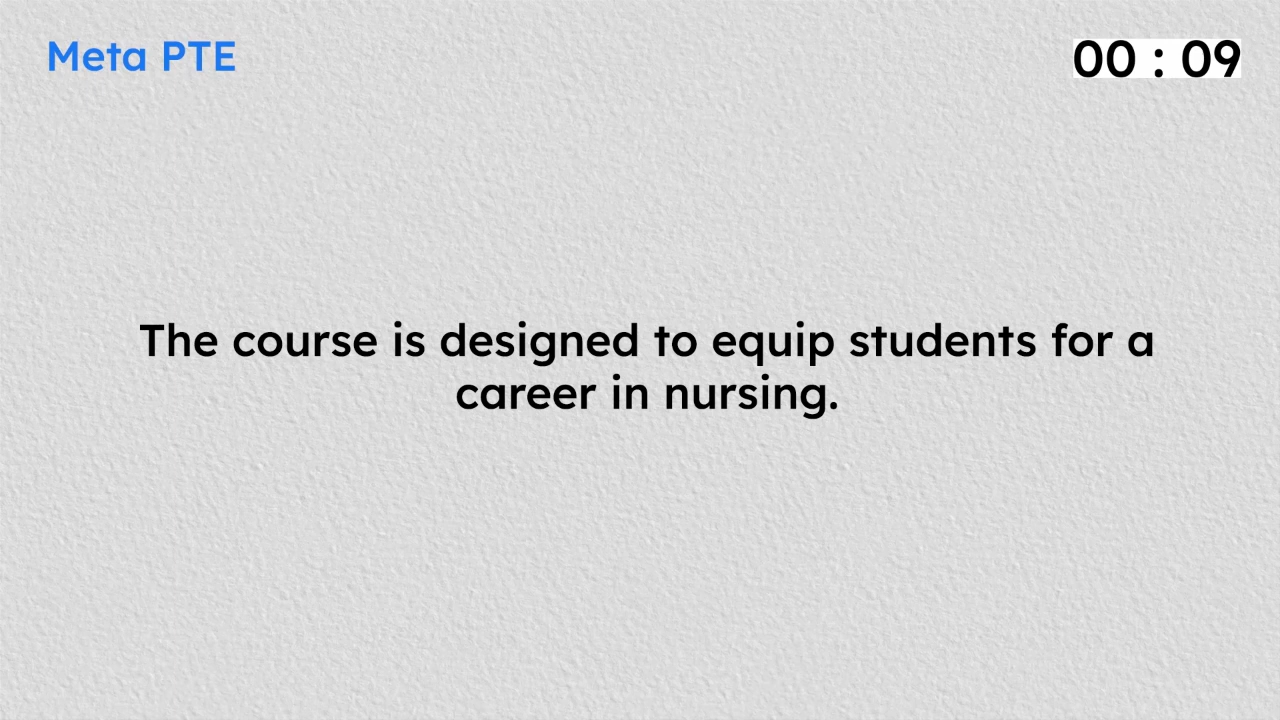 Meta PTE
00 : 09
The course is designed to equip students for a
career in nursing.